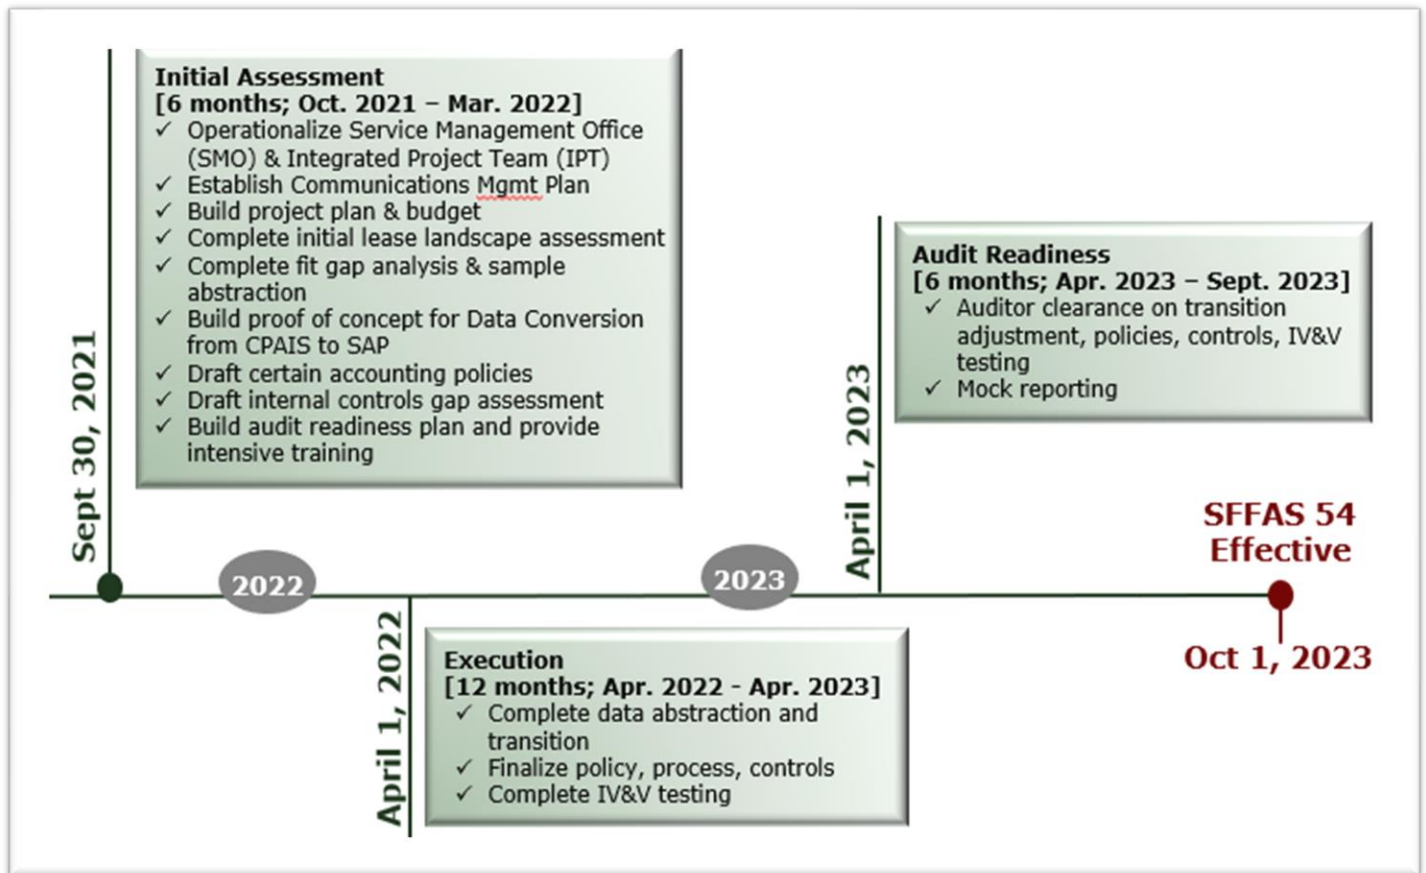 Initial Assessment
[6 months; Oct. 2021 – Mar. 2022]
✓ Operationalize Service Management Office
(SMO) & Integrated Project Team (IPT)
✓ Establish Communications Mgmt Plan
✓ Build project plan & budget
✓ Complete initial lease landscape assessment
✓ Complete fit gap analysis & sample
abstraction
✓ Build proof of concept for Data Conversion
from CPAIS to SAP
✓ Draft certain accounting policies
✓ Draft internal controls gap assessment
✓ Build audit readiness plan and provide
intensive training
Sept 30, 2021
2022
April 1, 2022
Execution
[12 months; Apr. 2022 - Apr. 2023]
✓ Complete data abstraction and
transition
✓ Finalize policy, process, controls
✓ Complete IV&V testing
2023
April 1, 2023
Audit Readiness
[6 months; Apr. 2023 – Sept. 2023]
✓ Auditor clearance on transition
adjustment, policies, controls, IV&V
testing
✓ Mock reporting
SFFAS 54
Effective
Oct 1, 2023